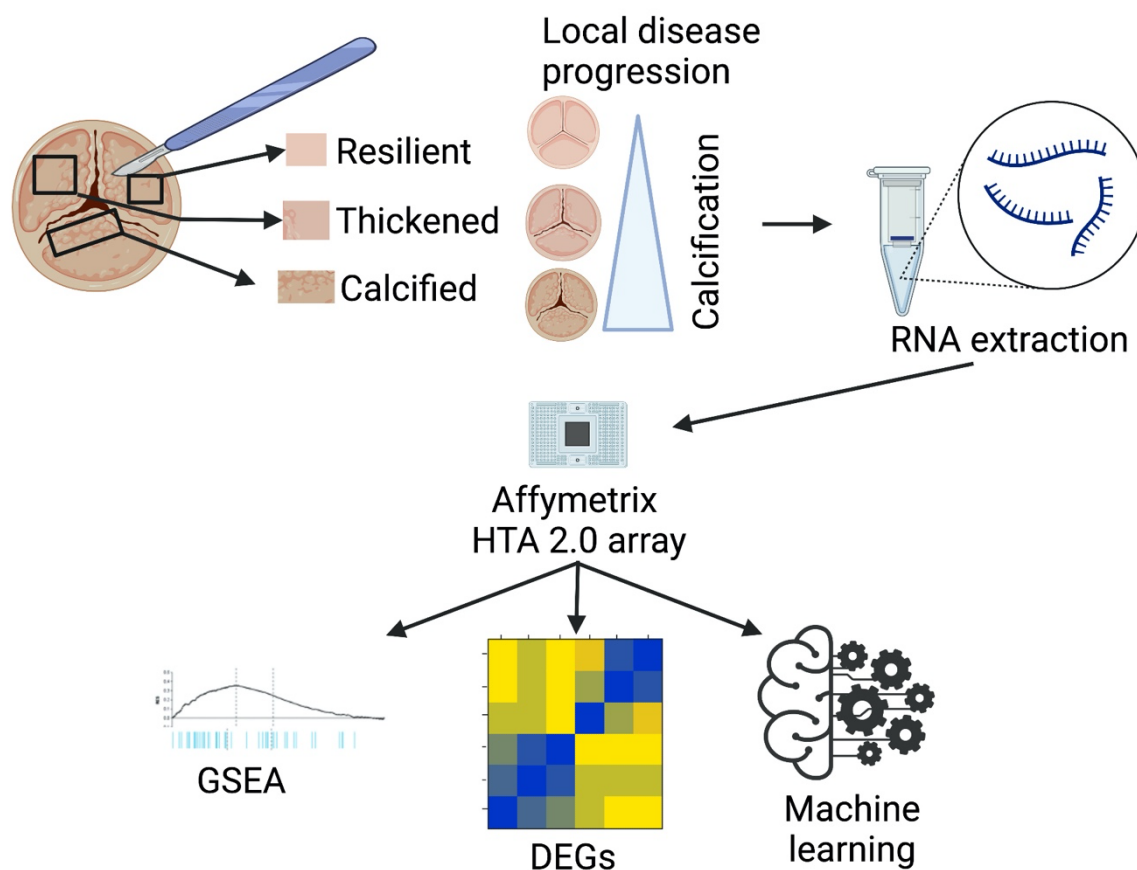 Local disease
progression
Resilient
Thickened
Calcified
Calcification
RNA extraction
Affymetrix
HTA 2.0 array
GSEA
DEGs
Machine
learning